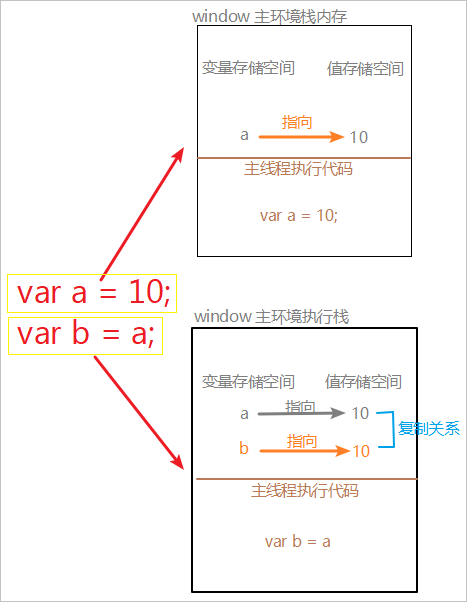 window 主环境栈内存
变量存储空间 值存储空间
a 指向 10
主线程执行代码
var a = 10;
var a = 10;
var b = a;
window 主环境执行栈
变量存储空间 值存储空间
a 指向 10
复制关系
b 指向 10
主线程执行代码
var b = a